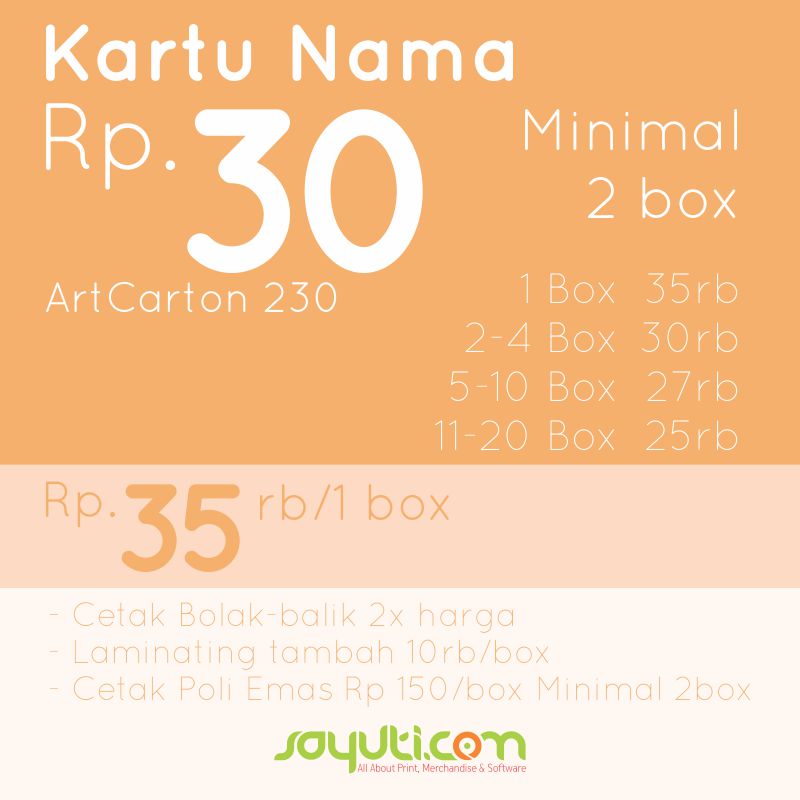 Kartu Nama
Rp.30
Minimal
2 box
ArtCarton 230
1 Box 35rb
2-4 Box 30rb
5-10 Box 27rb
11-20 Box 25rb
Rp.35 rb/1 box
- Cetak Bolak-balik 2x harga
- Laminating tambah 10rb/box
- Cetak Poli Emas Rp 150/box Minimal 2box
sayuti.com
All About Print, Merchandise & Software